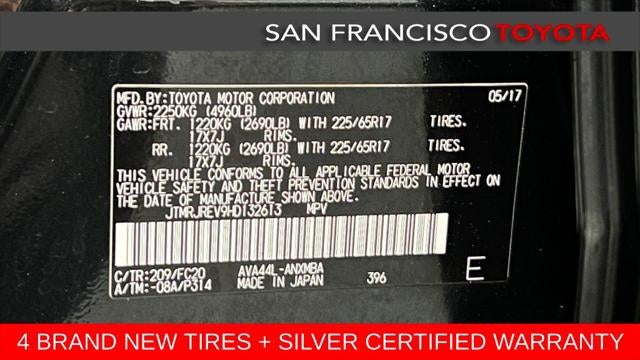 SAN FRANCISCO TOYOTA
MFD. BY: TOYOTA MOTOR CORPORATION 05/17
GVWR: 2250KG (4960LB)
GAWR: FRT. 1220KG (2690LB) WITH 225/65R17 TIRES.
17X7J RIMS.
RR. 1220KG (2690LB) WITH 225/65R17 TIRES.
17X7J RIMS.
THIS VEHICLE CONFORMS TO ALL APPLICABLE FEDERAL MOTOR
VEHICLE SAFETY AND THEFT PREVENTION STANDARDS IN EFFECT ON
THE DATE OF MANUFACTURE SHOWN ABOVE.
JTMRJREV9HD132613 MPV
C/TR: 209/FC20 AVA44L-ANXMBA
A/TM: -08A/P314 MADE IN JAPAN 396 E
4 BRAND NEW TIRES + SILVER CERTIFIED WARRANTY